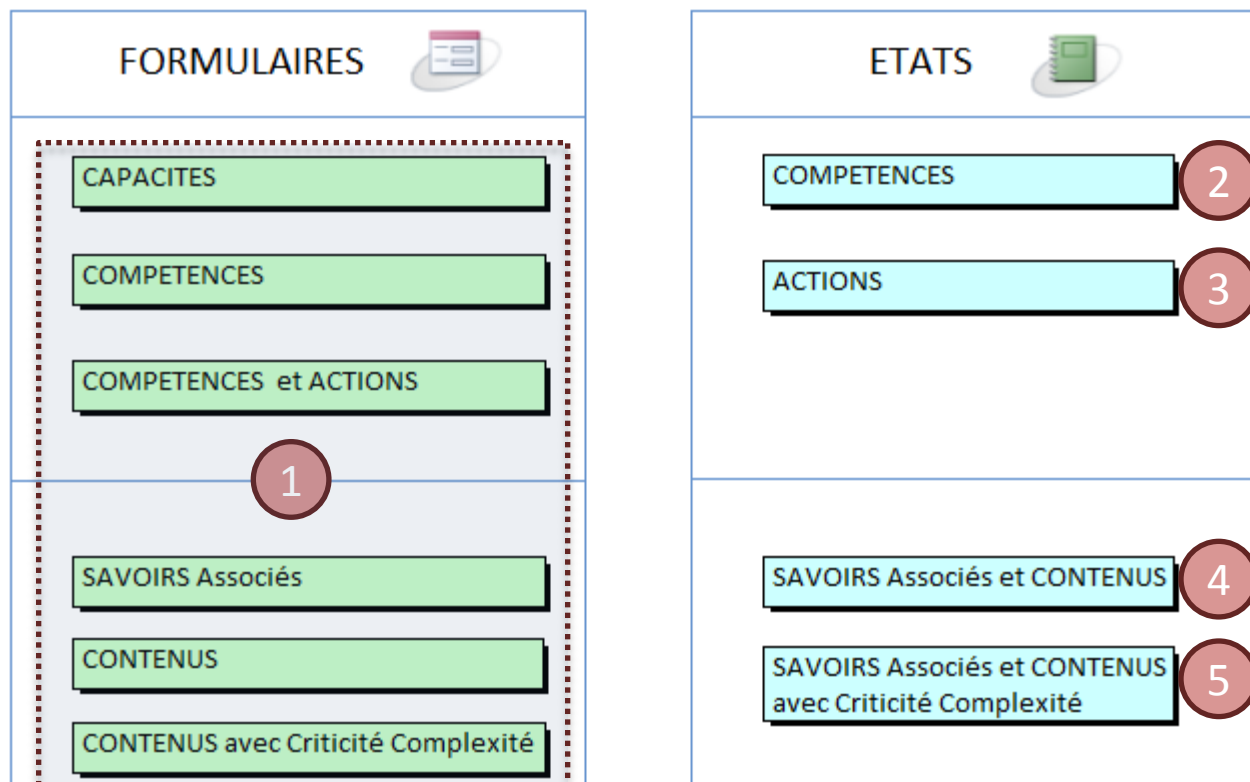 FORMULAIRES
CAPACITES
COMPETENCES
COMPETENCES et ACTIONS
1
SAVOIRS Associés
CONTENUS
CONTENUS avec Criticité Complexité
ETATS
COMPETENCES
2
ACTIONS
3
SAVOIRS Associés et CONTENUS
4
SAVOIRS Associés et CONTENUS
avec Criticité Complexité
5